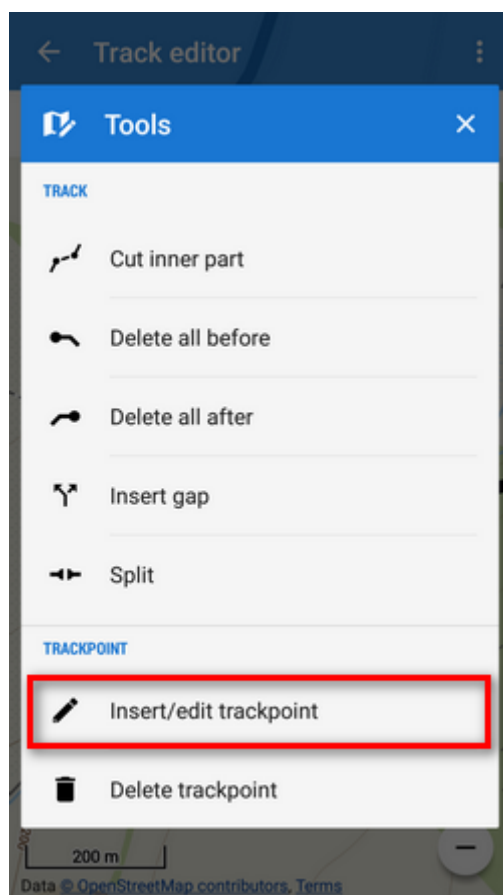 Track editor
Tools
TRACK
Cut inner part
Delete all before
Delete all after
Insert gap
Split
TRACKPOINT
Insert/edit trackpoint
Delete trackpoint
200 m
Data © OpenStreetMap contributors, Terms